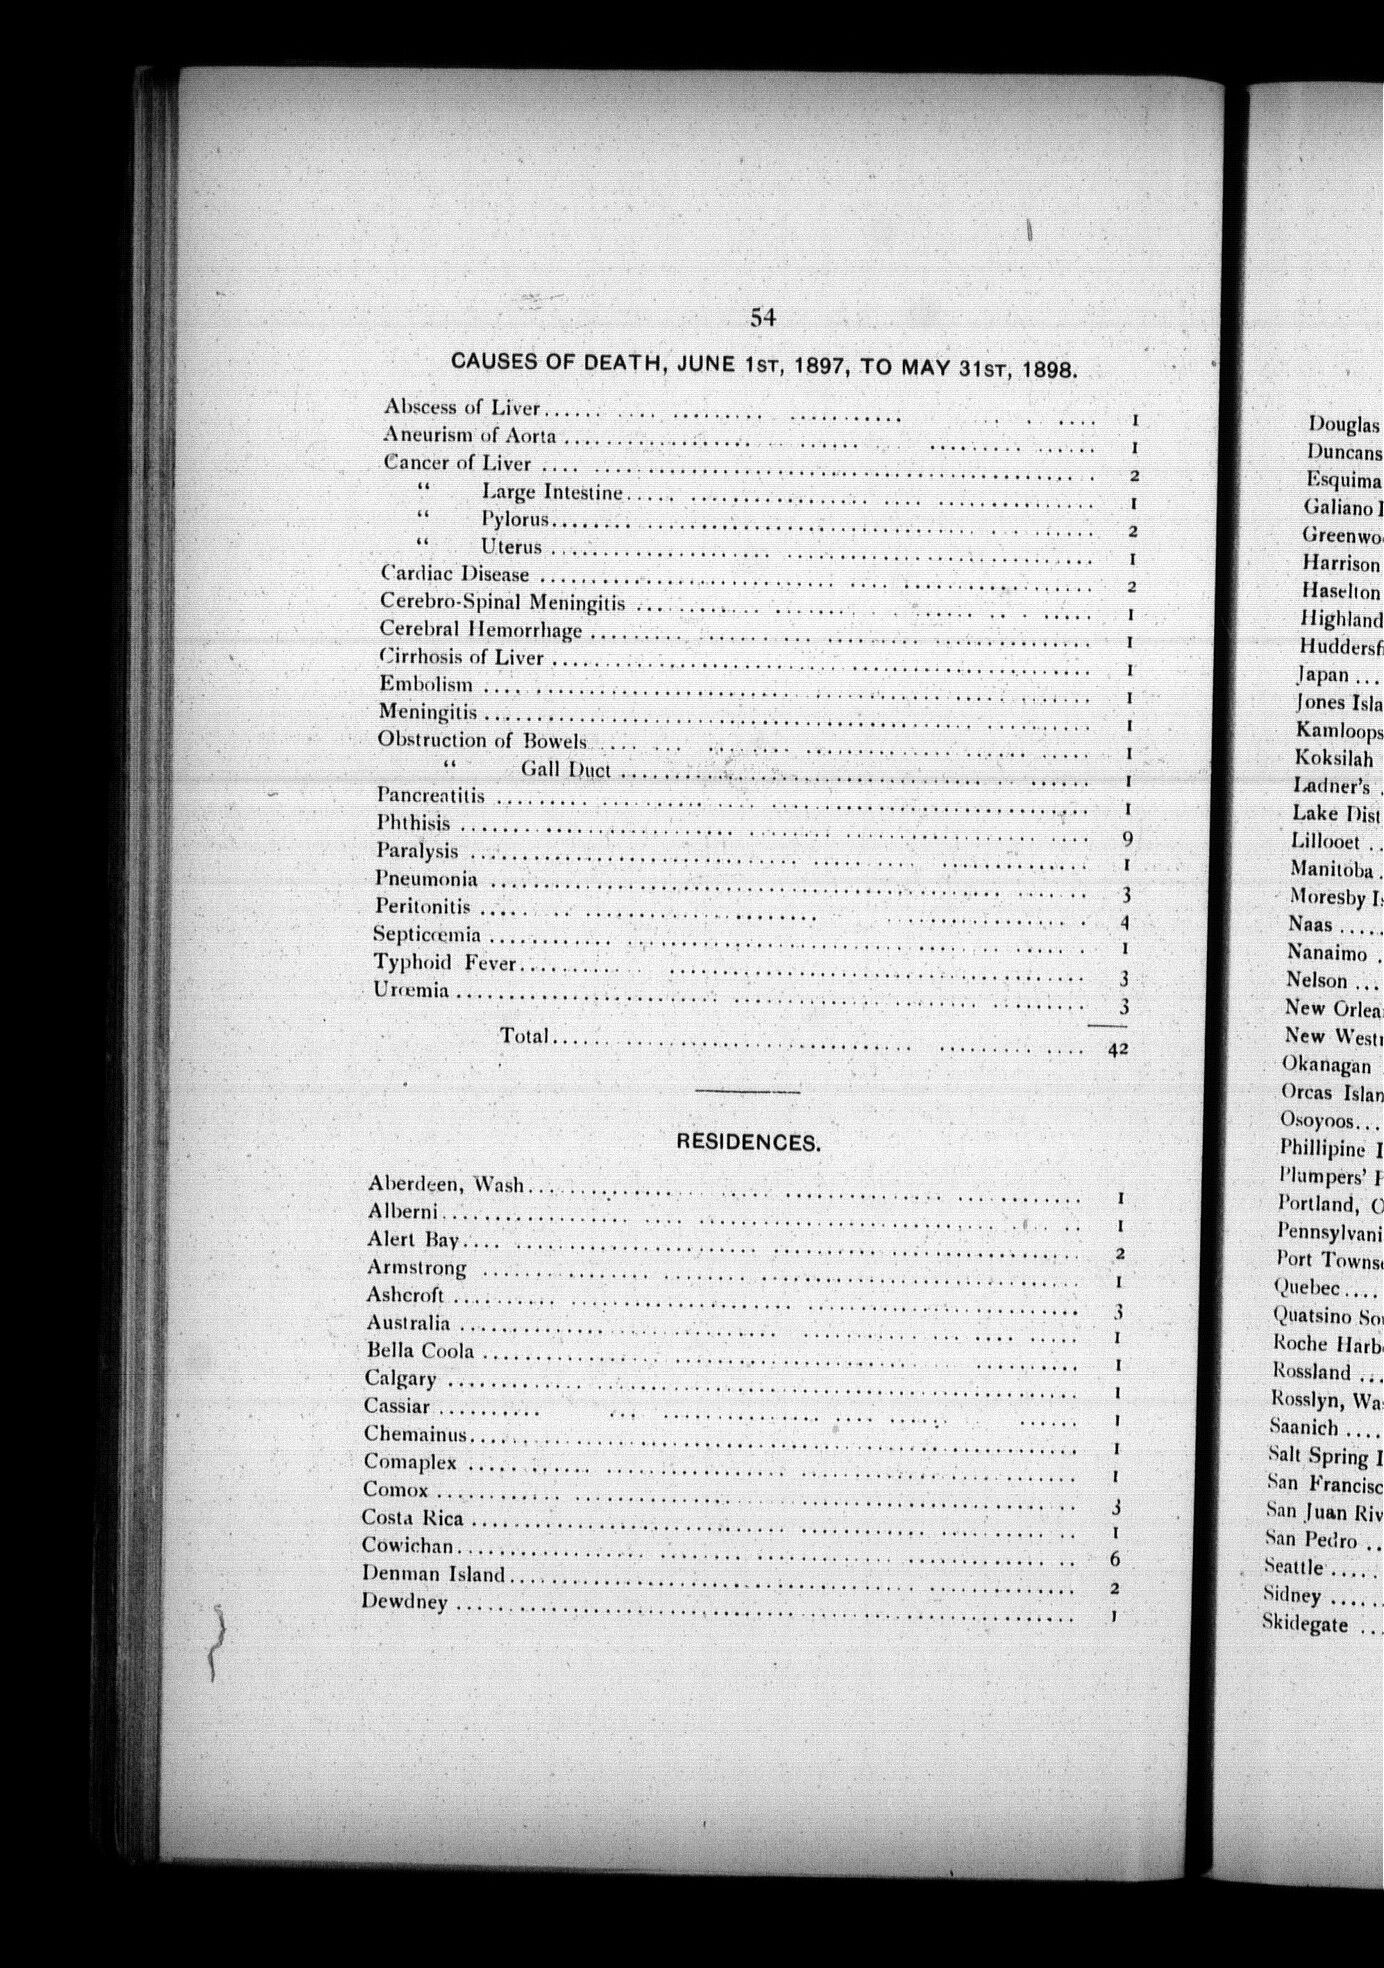 54
CAUSES OF DEATH, JUNE 1ST, 1897, TO MAY 31ST, 1898.
Abscess of Liver 1
Aneurism of Aorta 1
Cancer of Liver 2
“ Large Intestine 1
“ Pylorus 2
“ Uterus 1
Cardiac Disease 2
Cerebro-Spinal Meningitis 1
Cerebral Hemorrhage 1
Cirrhosis of Liver 1
Embolism 1
Meningitis 1
Obstruction of Bowels 1
“ Gall Duct 1
Pancreatitis 1
Phthisis 9
Paralysis 1
Pneumonia 3
Peritonitis 4
Septicœmia 1
Typhoid Fever 3
Urœmia 3
Total 42
RESIDENCES.
Aberdeen, Wash 1
Alberni 1
Alert Bay 2
Armstrong 1
Ashcroft 3
Australia 1
Bella Coola 1
Calgary 1
Cassiar 1
Chemainus 1
Comaplex 1
Comox 3
Costa Rica 1
Cowichan 6
Denman Island 2
Dewdney 1
Douglas
Duncans
Esquima
Galiano I
Greenwo
Harrison
Haselton
Highland
Huddersf
Japan
Jones Isla
Kamloops
Koksilah
Ladner's
Lake Dist
Lillooet
Manitoba
Moresby Is
Naas
Nanaimo
Nelson
New Orlea
New Westr
Okanagan
Orcas Islan
Osoyoos
Phillipine I
Plumpers' P
Portland, O
Pennsylvani
Port Townse
Quebec
Quatsino Sou
Roche Harbo
Rossland
Rosslyn, Wa
Saanich
Salt Spring I
San Francisc
San Juan Riv
San Pedro
Seattle
Sidney
Skidegate